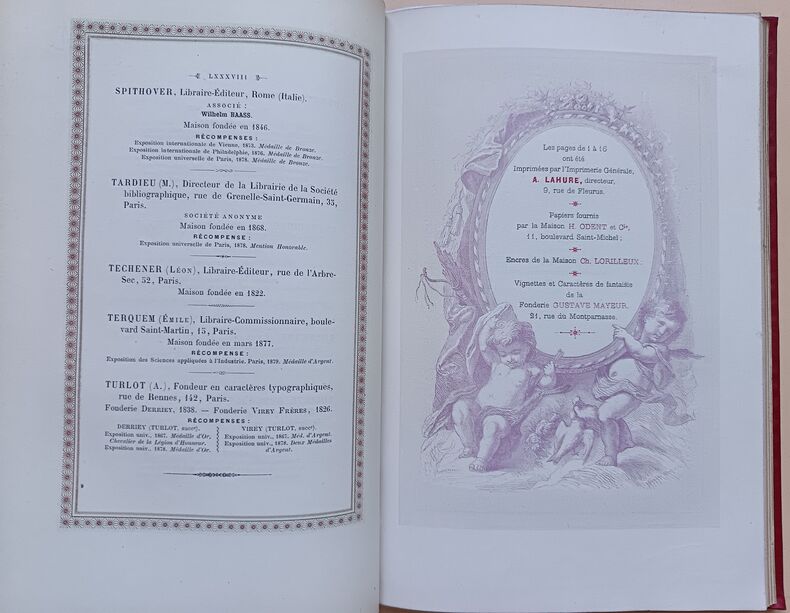 LXXXVIII
SPITHOVER, Libraire-Éditeur, Rome (Italie).
ASSOCIÉ :
Wilhelm HAASS.
Maison fondée en 1846.
RÉCOMPENSES :
Exposition internationale de Vienne, 1873. Médaille de Bronze.
Exposition internationale de Philadelphie, 1876. Médaille de Bronze.
Exposition universelle de Paris, 1878. Médaille de Bronze.
TARDIEU (M.), Directeur de la Librairie de la Société
bibliographique, rue de Grenelle-Saint-Germain, 35,
Paris.
SOCIÉTÉ ANONYME
Maison fondée en 1868.
RÉCOMPENSE :
Exposition universelle de Paris, 1878. Mention Honorable.
TECHENER (Léon), Libraire-Éditeur, rue de l'Arbre-
Sec, 52, Paris.
Maison fondée en 1822.
TERQUEM (Émile), Libraire-Commissionnaire, boule-
vard Saint-Martin, 15, Paris.
Maison fondée en mars 1877.
RÉCOMPENSE :
Exposition des Sciences appliquées à l'Industrie. Paris, 1879. Médaille d'Argent.
TURLOT (A.), Fondeur en caractères typographiques,
rue de Rennes, 142, Paris.
Fonderie Derriey, 1838. — Fonderie Virey Frères, 1826.
RÉCOMPENSES :
DERRIEY (TURLOT, succr).
Exposition univ., 1867. Médaille d'Or,
Chevalier de la Légion d'Honneur.
Exposition univ., 1878. Médaille d'Or.
VIREY (TURLOT, succr).
Exposition univ., 1867. Méd. d'Argent.
Exposition univ., 1878. Deux Médailles
d'Argent.
Les pages de 1 à 16
ont été
Imprimées par l'Imprimerie Générale,
A. LAHURE, directeur,
9, rue de Fleurus.
Papiers fournis
par la Maison H. ODENT et Cie,
11, boulevard Saint-Michel ;
Encres de la Maison Ch. LORILLEUX.
Vignettes et Caractères de fantaisie
de la
Fonderie GUSTAVE MAYEUR.
21, rue du Montparnasse.